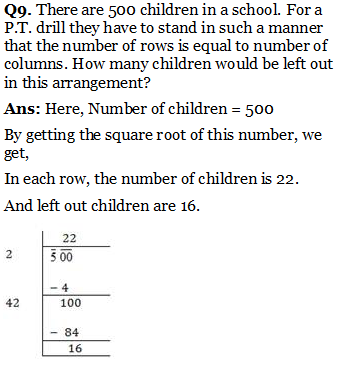 Q9. There are 500 children in a school. For a
P.T. drill they have to stand in such a manner
that the number of rows is equal to number of
columns. How many children would be left out
in this arrangement?
Ans: Here, Number of children = 500
By getting the square root of this number, we
get,
In each row, the number of children is 22.
And left out children are 16.
22
2 5 00
- 4
42 100
- 84
16